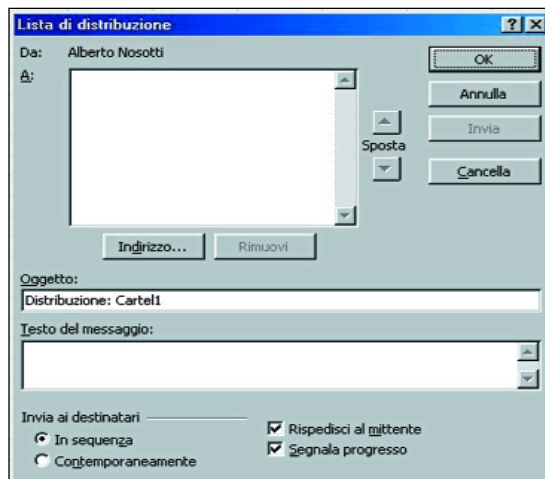 Lista di distribuzione
Da: Alberto Nosotti
A:
OK
Annulla
Invia
Cancella
Sposta
Indirizzo...
Rimuovi
Oggetto:
Distribuzione: Cartel1
Testo del messaggio:
Invia ai destinatari
In sequenza
Contemporaneamente
Rispedisci al mittente
Segnala progresso